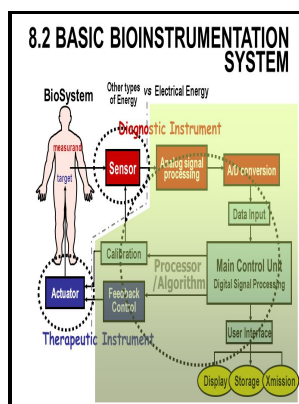 8.2 BASIC BIOINSTRUMENTATION
SYSTEM
Other types
of Energy
vs Electrical Energy
BioSystem
Diagnostic Instrument
measurand
target
Sensor
Analog signal
processing
A/D conversion
Data Input
Calibration
Processor
/Algorithm
Main Control Unit
Digital Signal Processing
Actuator
Feedback
Control
Therapeutic Instrument
User Interface
Display
Storage
Xmission